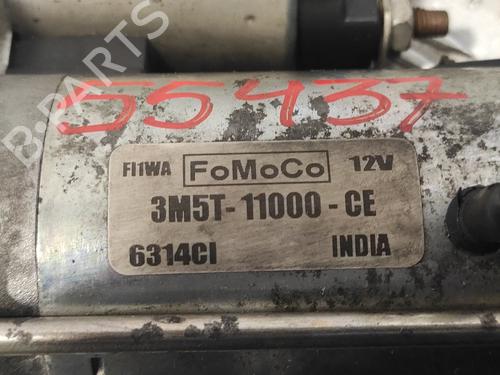 B-PARTS
55437
FI1WA FoMoCo 12V
3M5T-11000-CE
6314CI INDIA